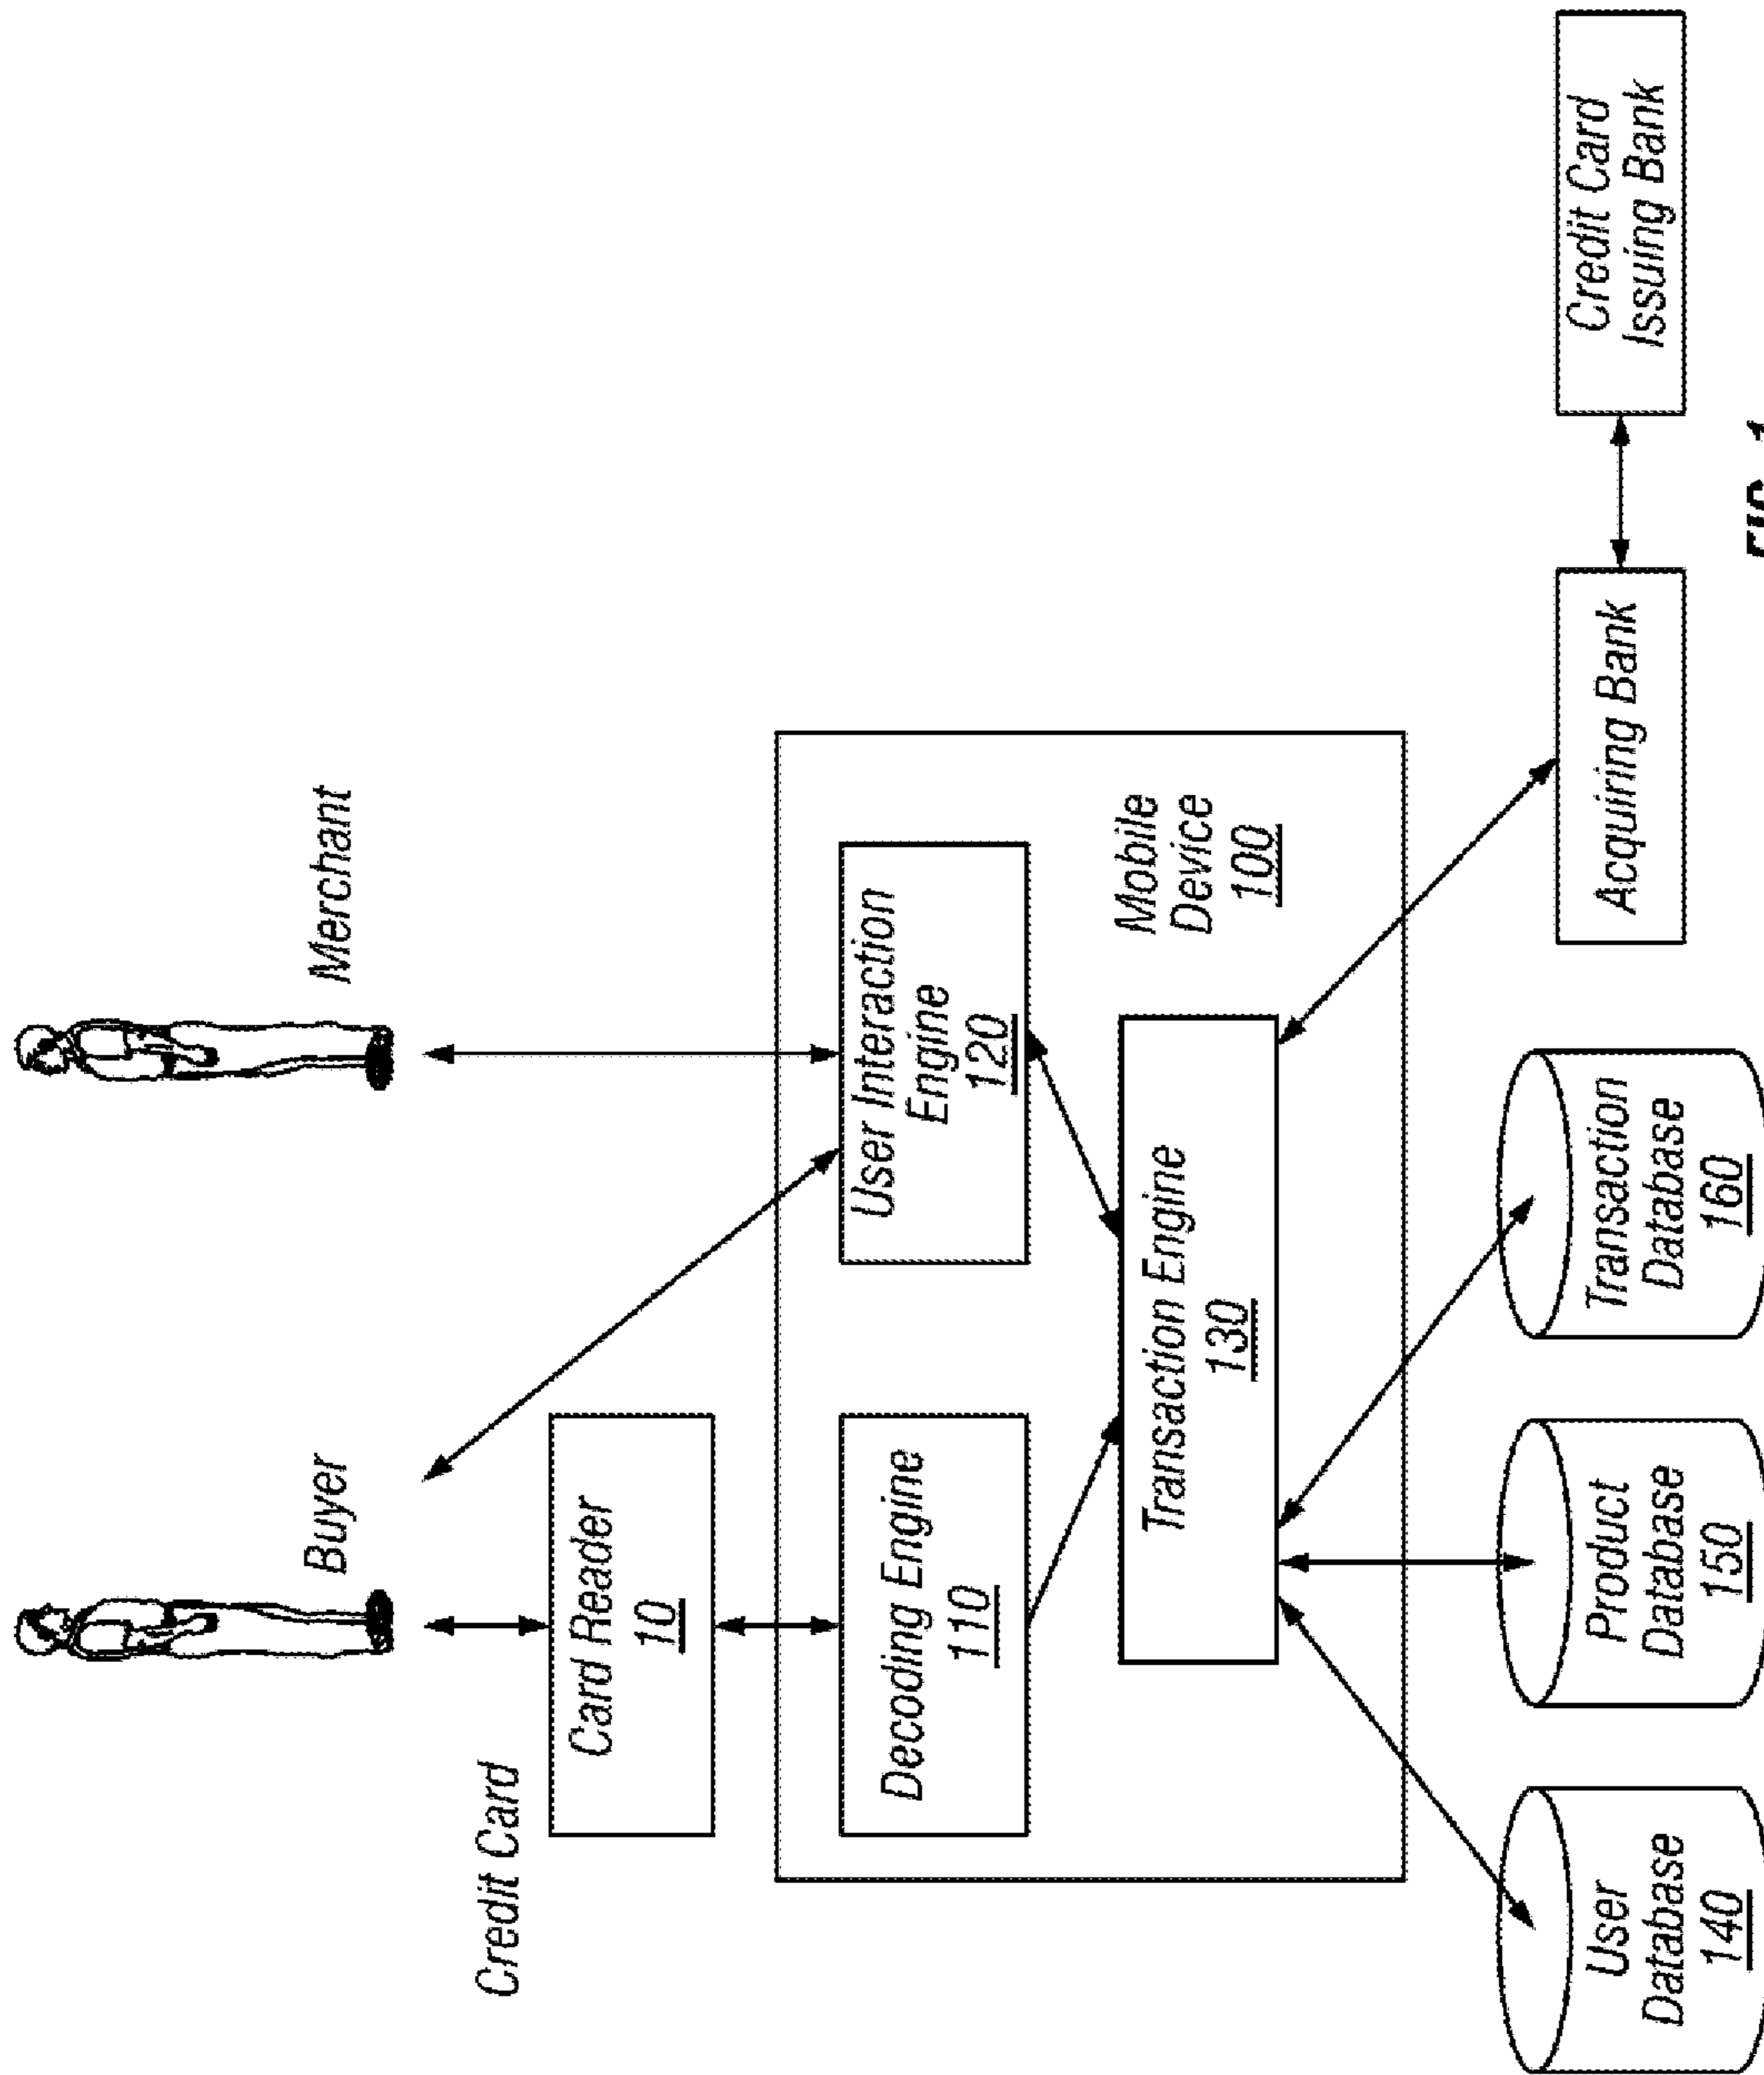 Buyer
Merchant
Credit Card
Card Reader
10
Decoding Engine
110
User Interaction
Engine
120
Transaction Engine
130
Mobile
Device
100
User
Database
140
Product
Database
150
Transaction
Database
160
Acquiring Bank
Credit Card
Issuing Bank